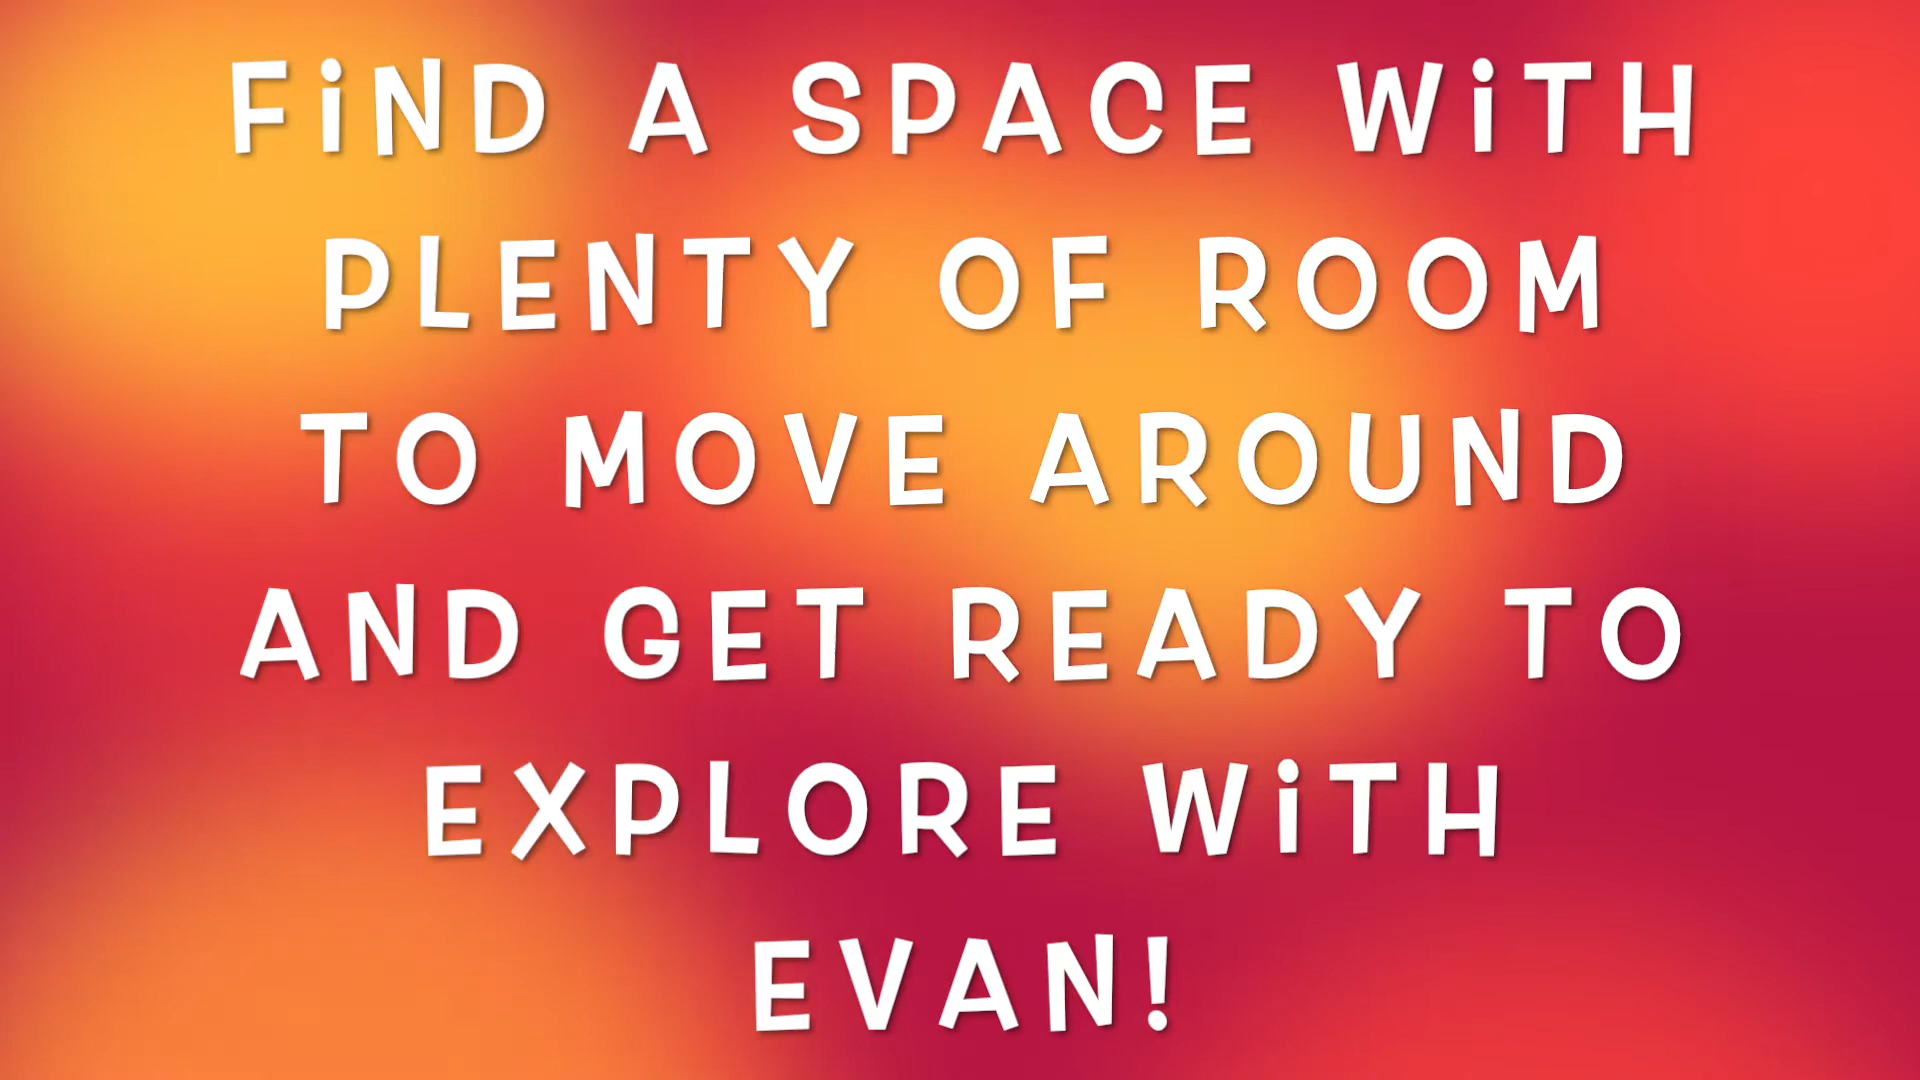 FiND A SPACE WiTH
PLENTY OF ROOM
TO MOVE AROUND
AND GET READY TO
EXPLORE WiTH
EVAN!